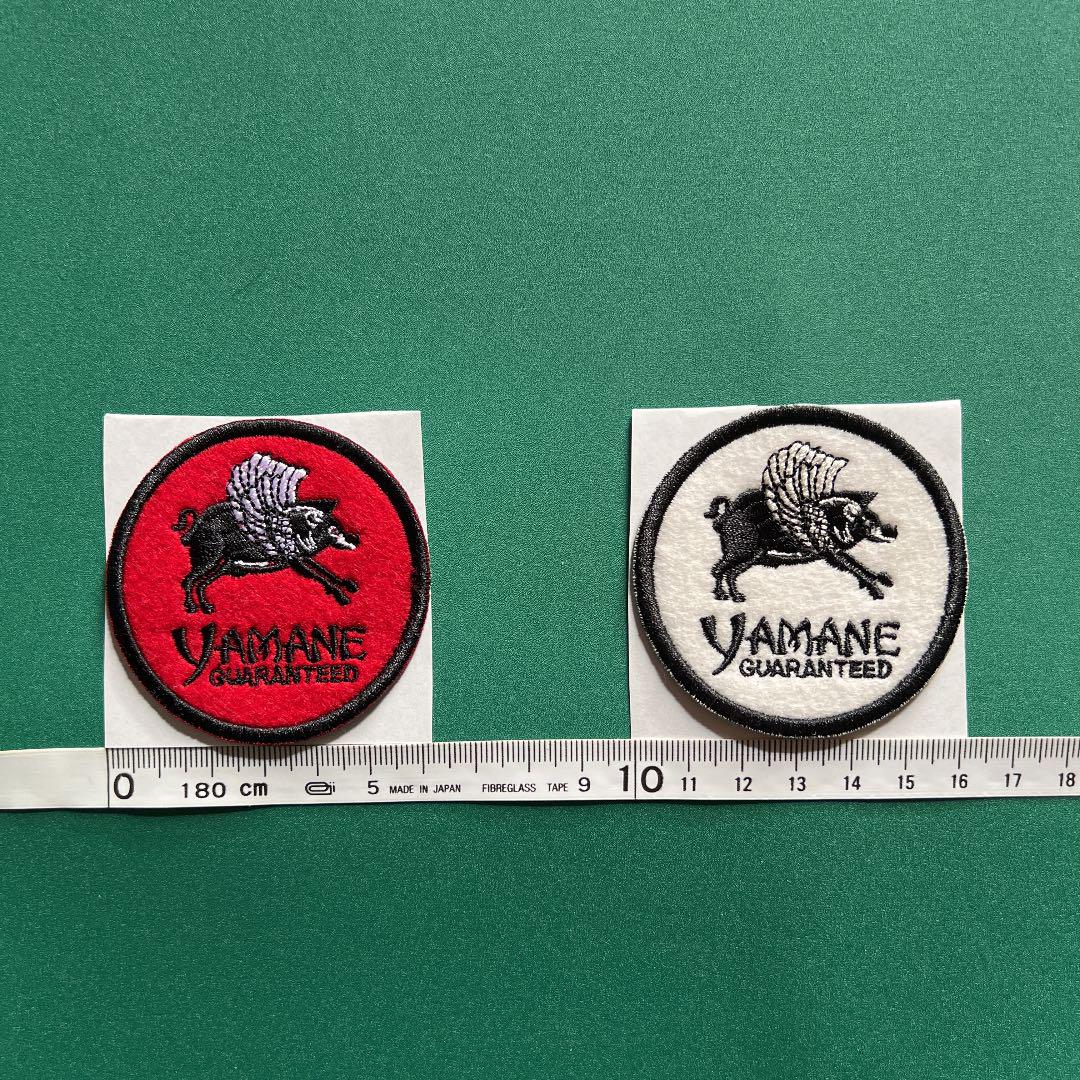 YAMANE
GUARANTEED
YAMANE
GUARANTEED
0 180 cm eji 5 MADE IN JAPAN FIBREGLASS TAPE 9 10 11 12 13 14 15 16 17 18